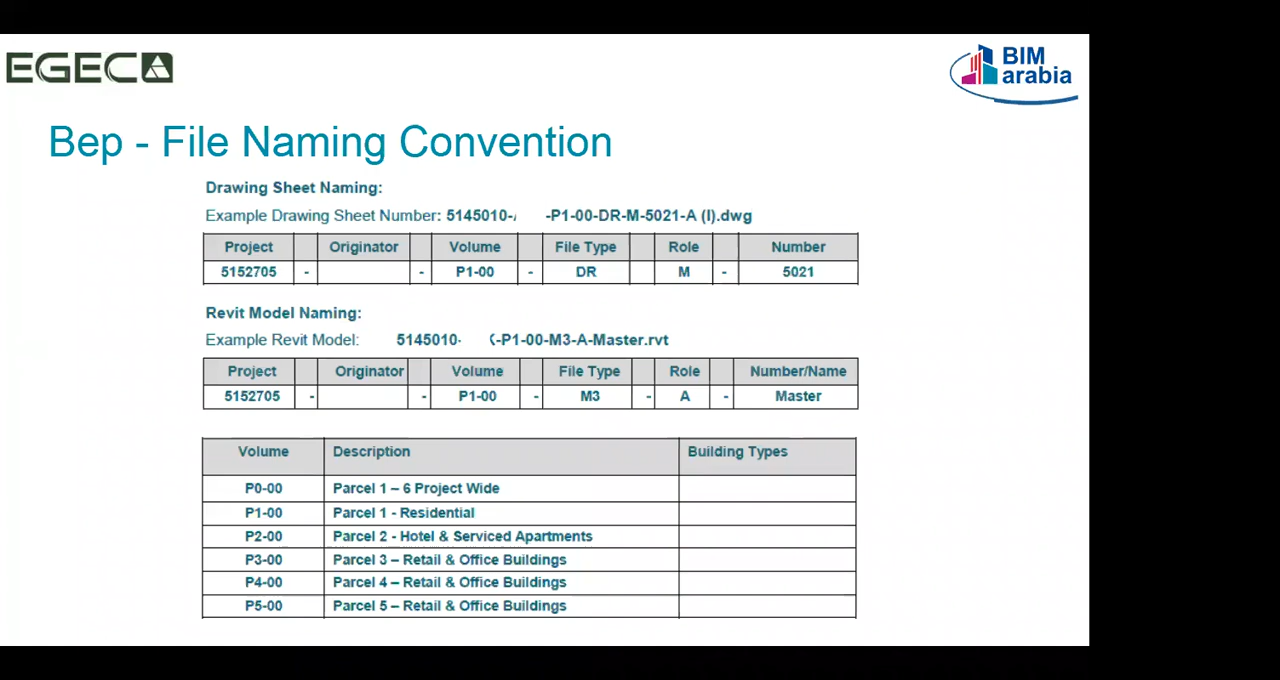 EGEC
BIM
arabia
Bep - File Naming Convention
Drawing Sheet Naming:
Example Drawing Sheet Number: 5145010- -P1-00-DR-M-5021-A (I).dwg
Project Originator Volume File Type Role Number
5152705 - - P1-00 - DR M - 5021
Revit Model Naming:
Example Revit Model: 5145010- -P1-00-M3-A-Master.rvt
Project Originator Volume File Type Role Number/Name
5152705 - - P1-00 - M3 - A - Master
Volume Description Building Types
P0-00 Parcel 1 – 6 Project Wide
P1-00 Parcel 1 - Residential
P2-00 Parcel 2 - Hotel & Serviced Apartments
P3-00 Parcel 3 – Retail & Office Buildings
P4-00 Parcel 4 – Retail & Office Buildings
P5-00 Parcel 5 – Retail & Office Buildings